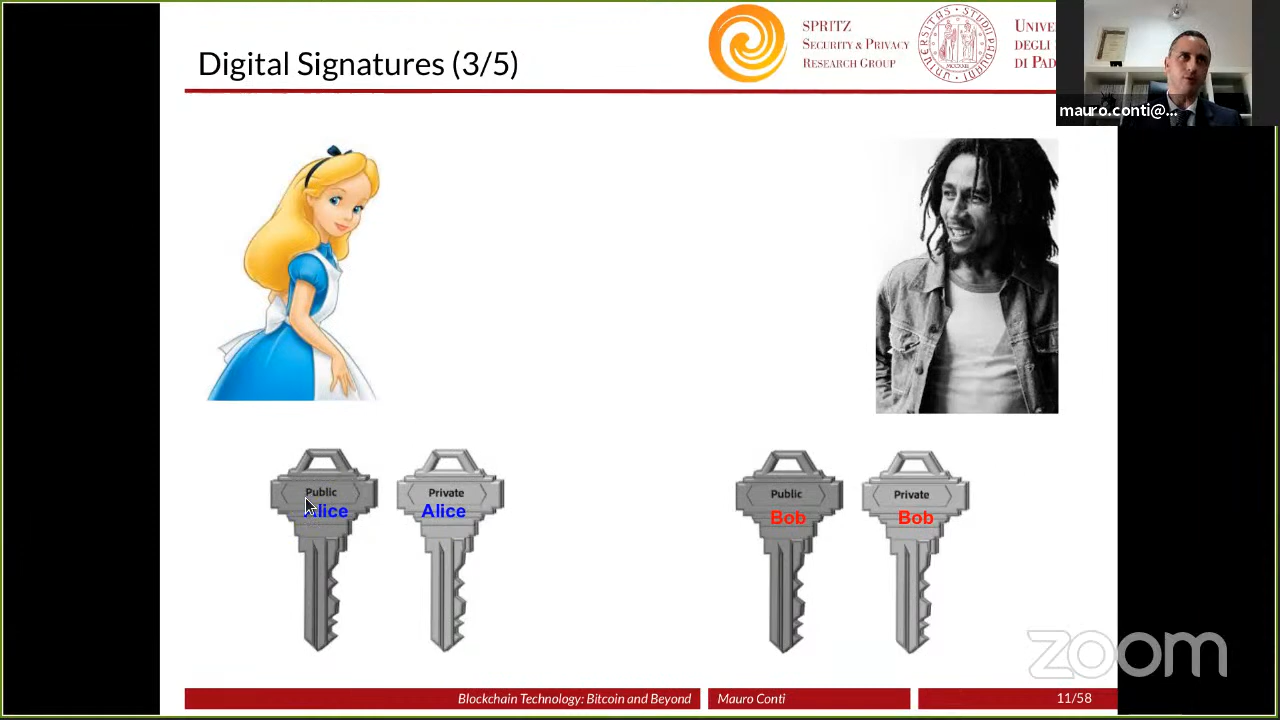 Digital Signatures (3/5)
SPRITZ
SECURITY & PRIVACY
RESEARCH GROUP
UNIVE
DEGLI
DI PAD
mauro.conti@...
Public
Alice
Private
Alice
Public
Bob
Private
Bob
zoom
Blockchain Technology: Bitcoin and Beyond
Mauro Conti
11/58